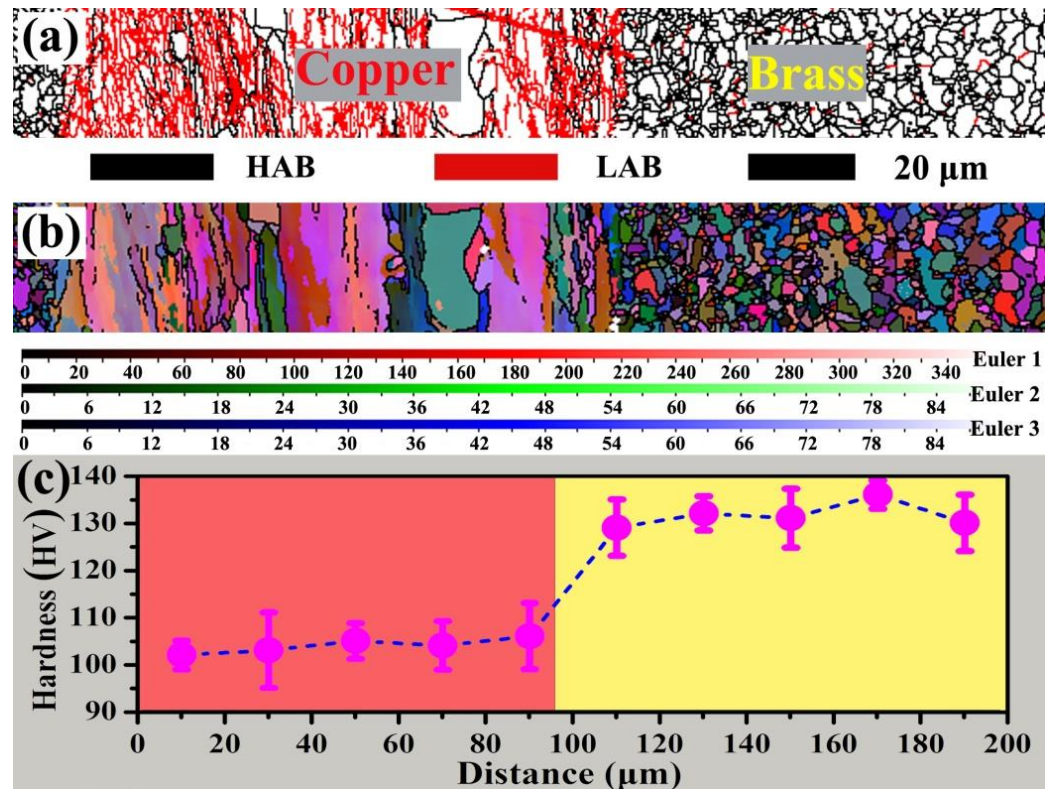 (a)
Copper
Brass
HAB LAB 20 μm
(b)
0 20 40 60 80 100 120 140 160 180 200 220 240 260 280 300 320 340 Euler 1
0 6 12 18 24 30 36 42 48 54 60 66 72 78 84 Euler 2
0 6 12 18 24 30 36 42 48 54 60 66 72 78 84 Euler 3
(c)
140
130
120
110
100
90
Hardness (HV)
0 20 40 60 80 100 120 140 160 180 200
Distance (μm)